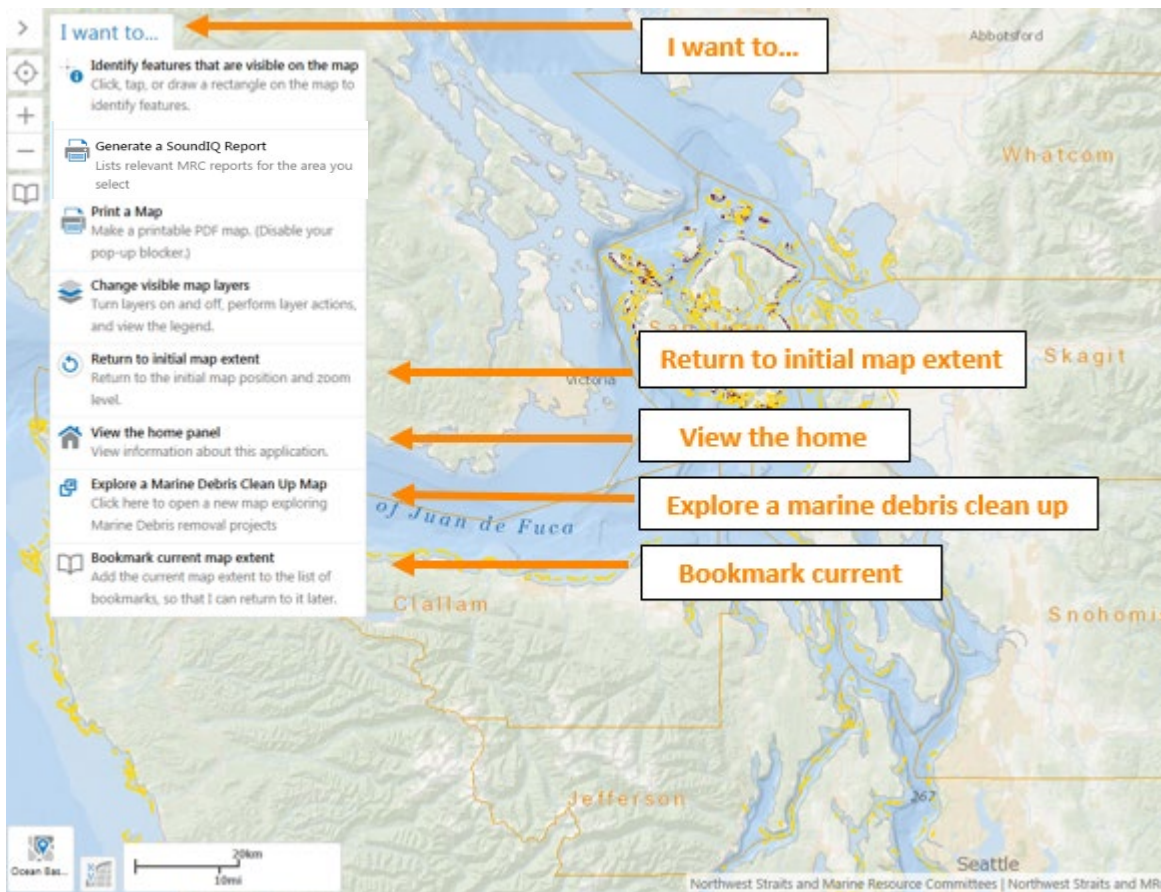 I want to...
I want to...
Abbotsford
Identify features that are visible on the map
Click, tap, or draw a rectangle on the map to
identify features.
Generate a SoundIQ Report
Lists relevant MRC reports for the area you
select
Whatcom
Print a Map
Make a printable PDF map. (Disable your
pop-up blocker.)
Change visible map layers
Turn layers on and off, perform layer actions,
and view the legend.
San Juan
Return to initial map extent
Return to the initial map position and zoom
level.
Return to initial map extent
Skagit
Victoria
View the home panel
View information about this application.
View the home
Explore a Marine Debris Clean Up Map
Click here to open a new map exploring
Marine Debris removal projects
Explore a marine debris clean up
of Juan de Fuca
Bookmark current map extent
Add the current map extent to the list of
bookmarks, so that I can return to it later.
Bookmark current
Clallam
Snohomi
Jefferson
267
Ocean Bas...
20km
10mi
Seattle
Northwest Straits and Marine Resource Committees | Northwest Straits and MR